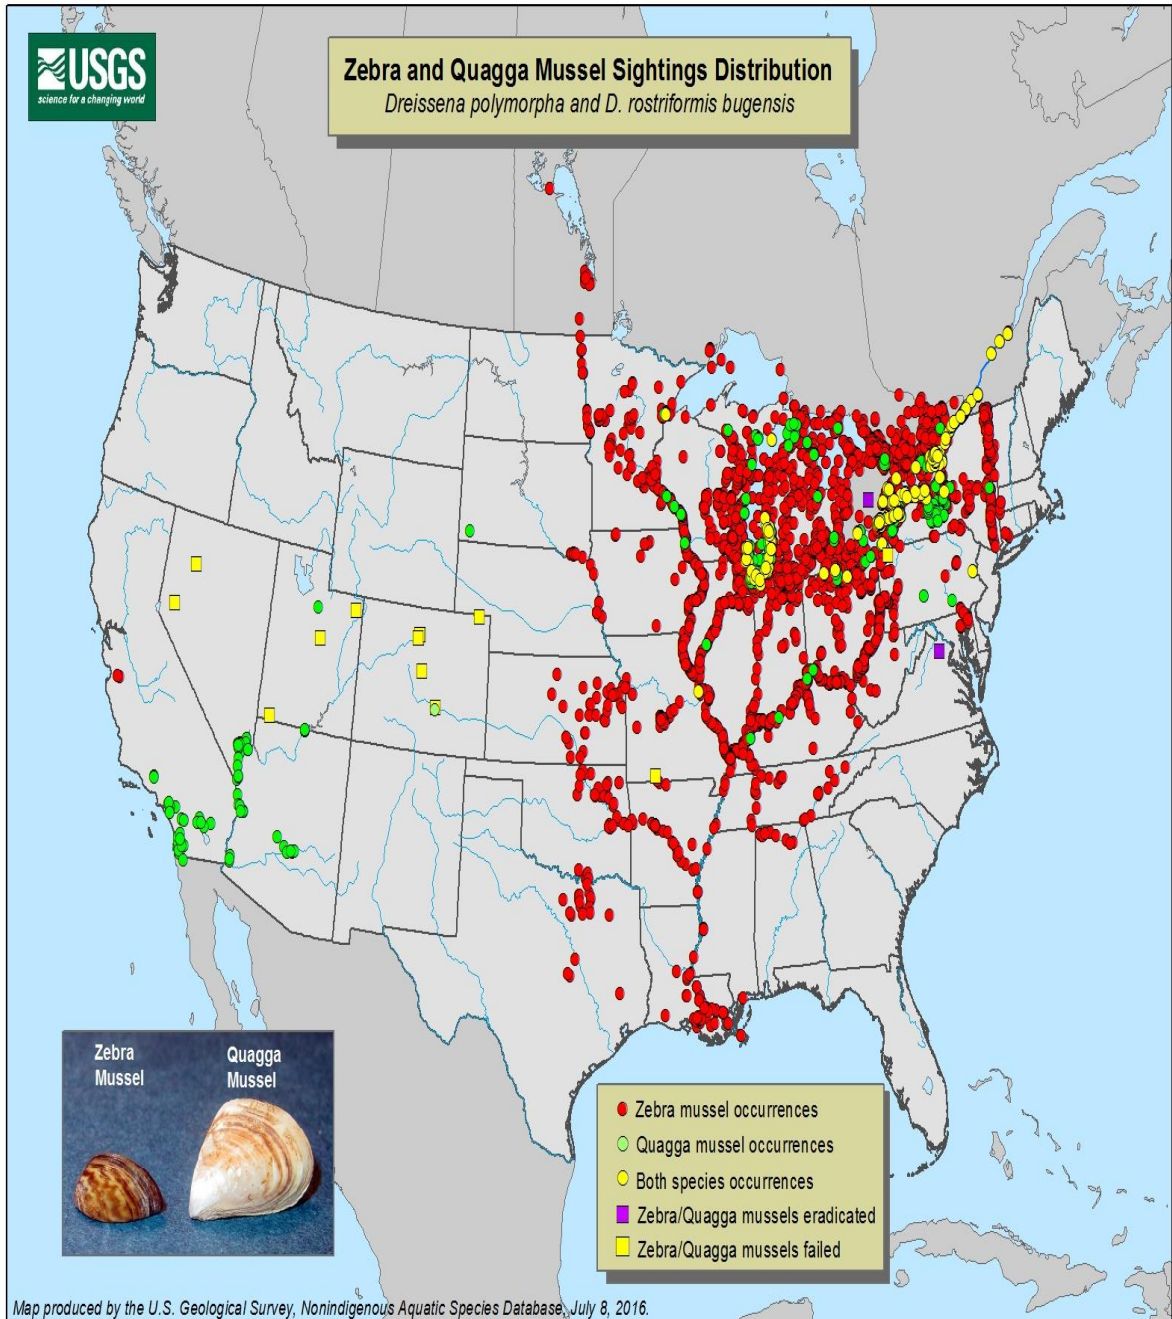 USGS
science for a changing world
Zebra and Quagga Mussel Sightings Distribution
Dreissena polymorpha and D. rostriformis bugensis
Zebra
Mussel
Quagga
Mussel
Zebra mussel occurrences
Quagga mussel occurrences
Both species occurrences
Zebra/Quagga mussels eradicated
Zebra/Quagga mussels failed
Map produced by the U.S. Geological Survey, Nonindigenous Aquatic Species Database, July 8, 2016.